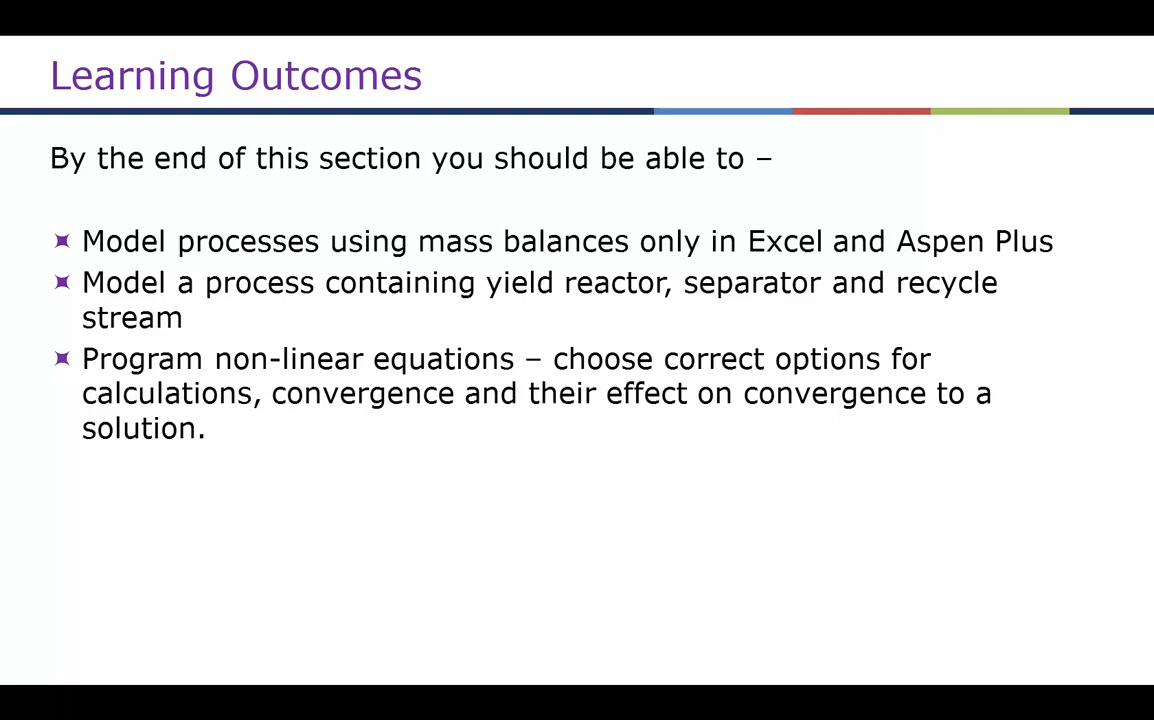 Learning Outcomes
By the end of this section you should be able to –
Model processes using mass balances only in Excel and Aspen Plus
Model a process containing yield reactor, separator and recycle
stream
Program non-linear equations – choose correct options for
calculations, convergence and their effect on convergence to a
solution.